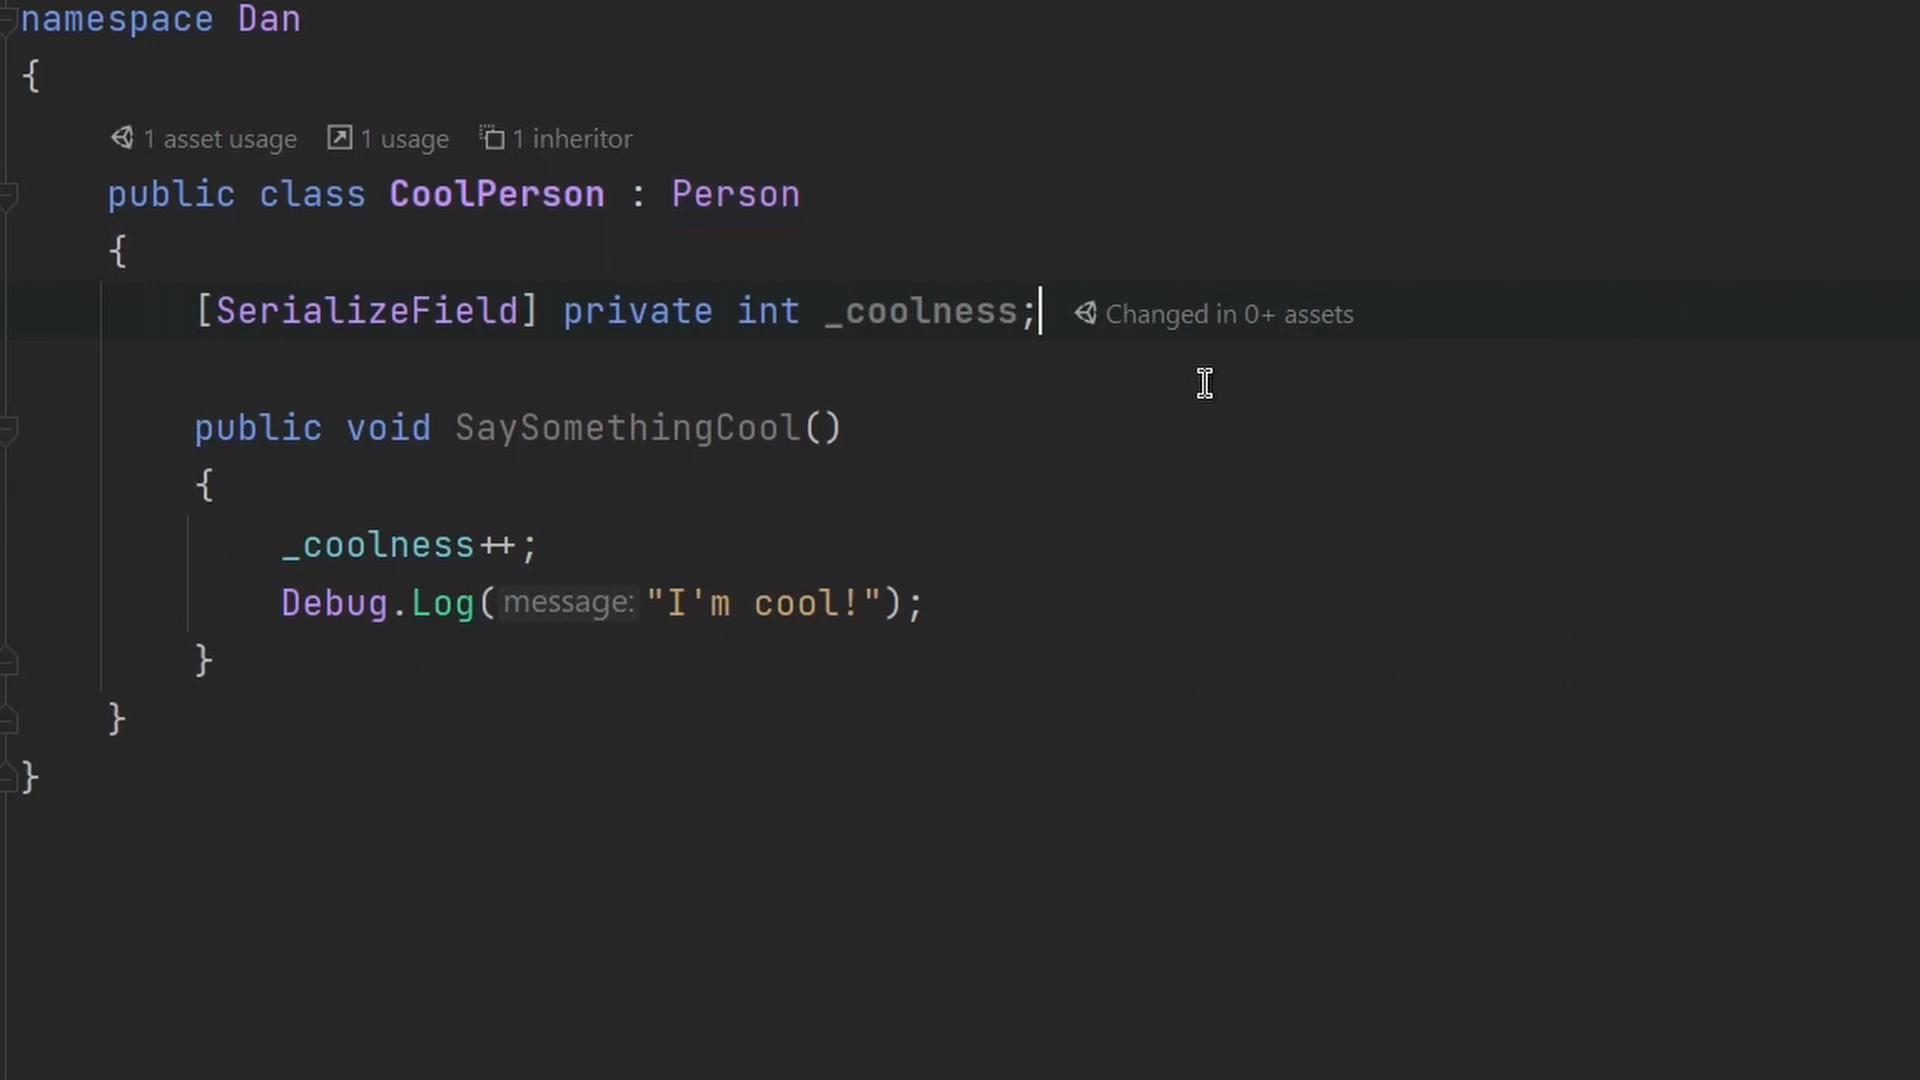 namespace Dan
{
1 asset usage 1 usage 1 inheritor
public class CoolPerson : Person
{
[SerializeField] private int _coolness; Changed in 0+ assets
public void SaySomethingCool()
{
_coolness++;
Debug.Log(message: "I'm cool!");
}
}
}